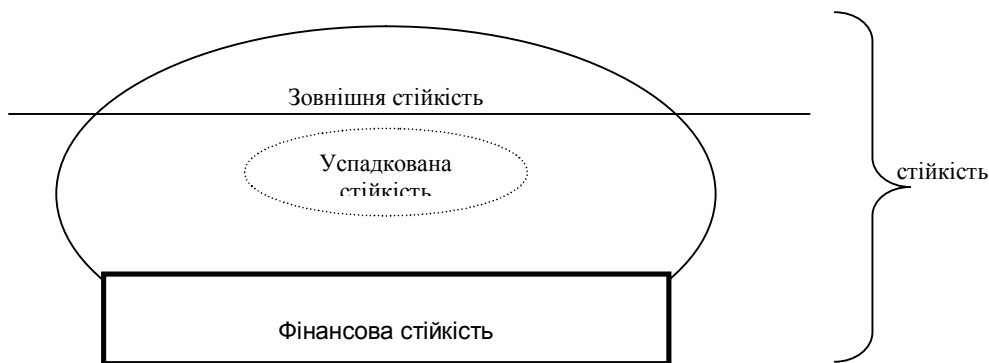 Зовнішня стійкість
Успадкована
стійкість
стійкість
Фінансова стійкість